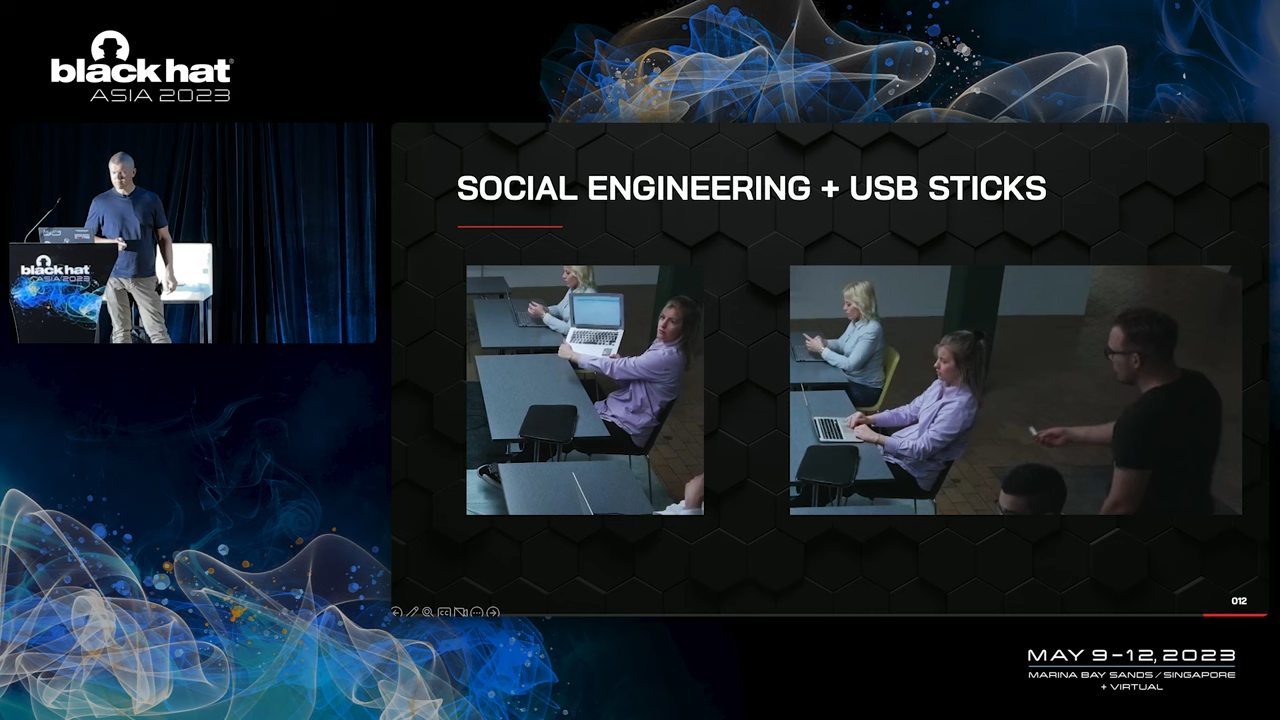 black hat®
ASIA 2023
SOCIAL ENGINEERING + USB STICKS
black hat
ASIA 2023
012
MAY 9-12, 2023
MARINA BAY SANDS / SINGAPORE
+ VIRTUAL